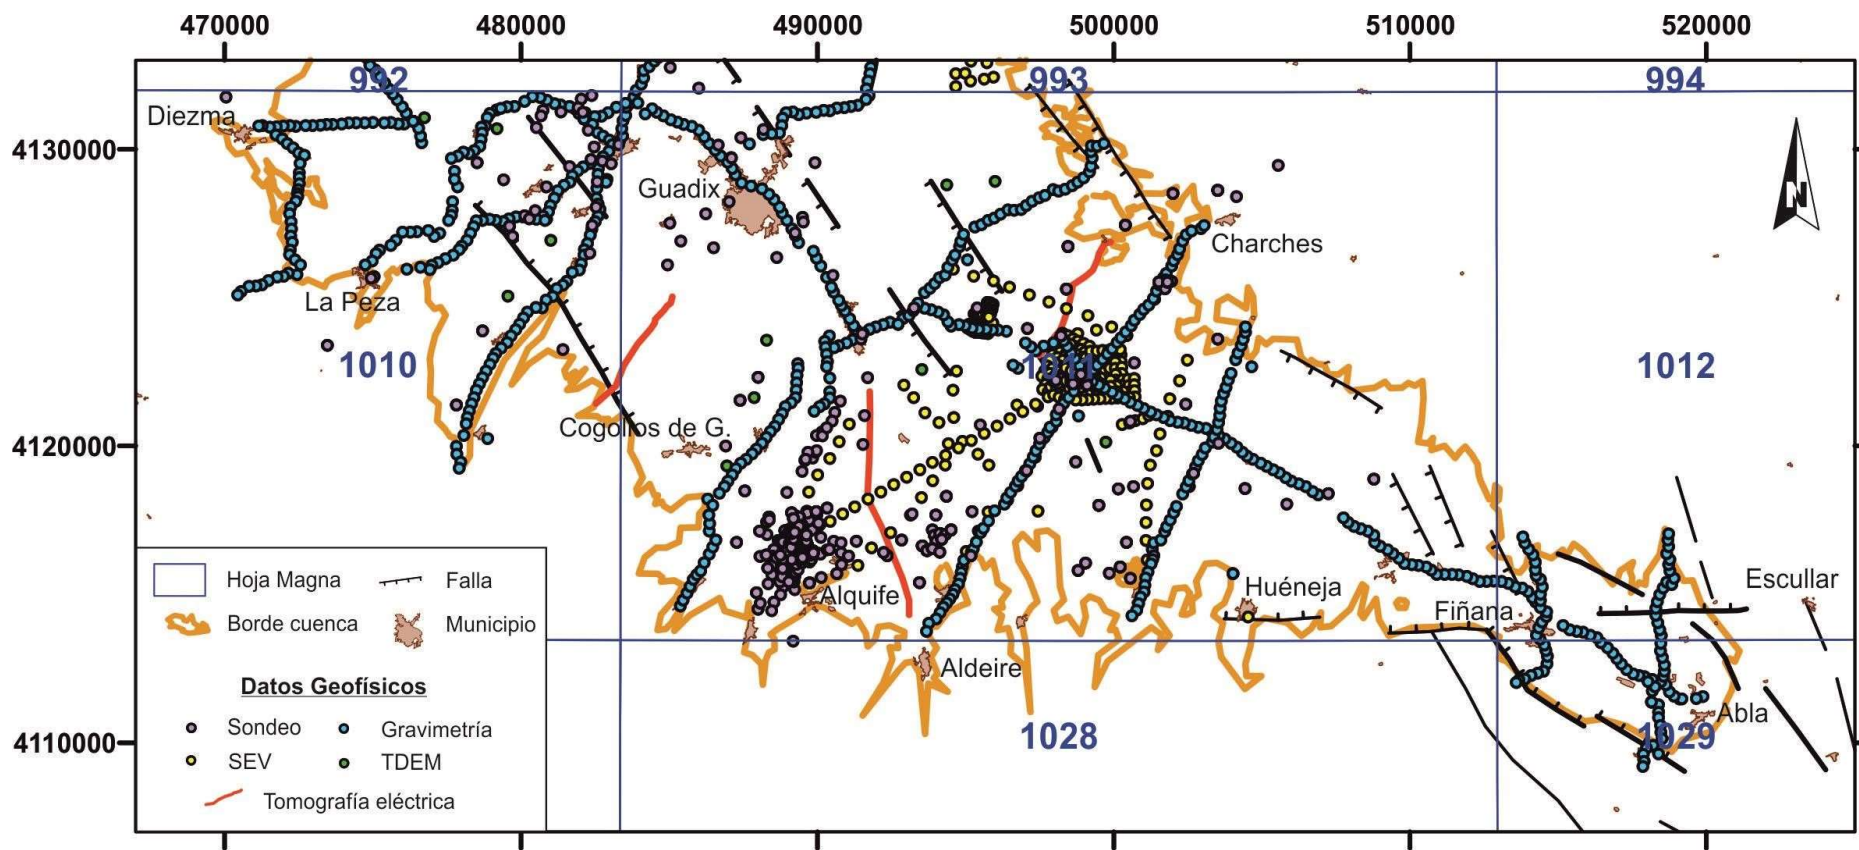 470000 480000 490000 500000 510000 520000
992 993 994
Diezma
4130000
Guadix
N
Charches
La Peza
1010 1011 1012
Cogollos de G.
4120000
Hoja Magna Falla
Borde cuenca Municipio
Alquife
Huéneja
Fiñana
Escullar
Aldeire
Datos Geofísicos
Sondeo Gravimetría
Abla
4110000
1028 1029
SEV TDEM
Tomografía eléctrica